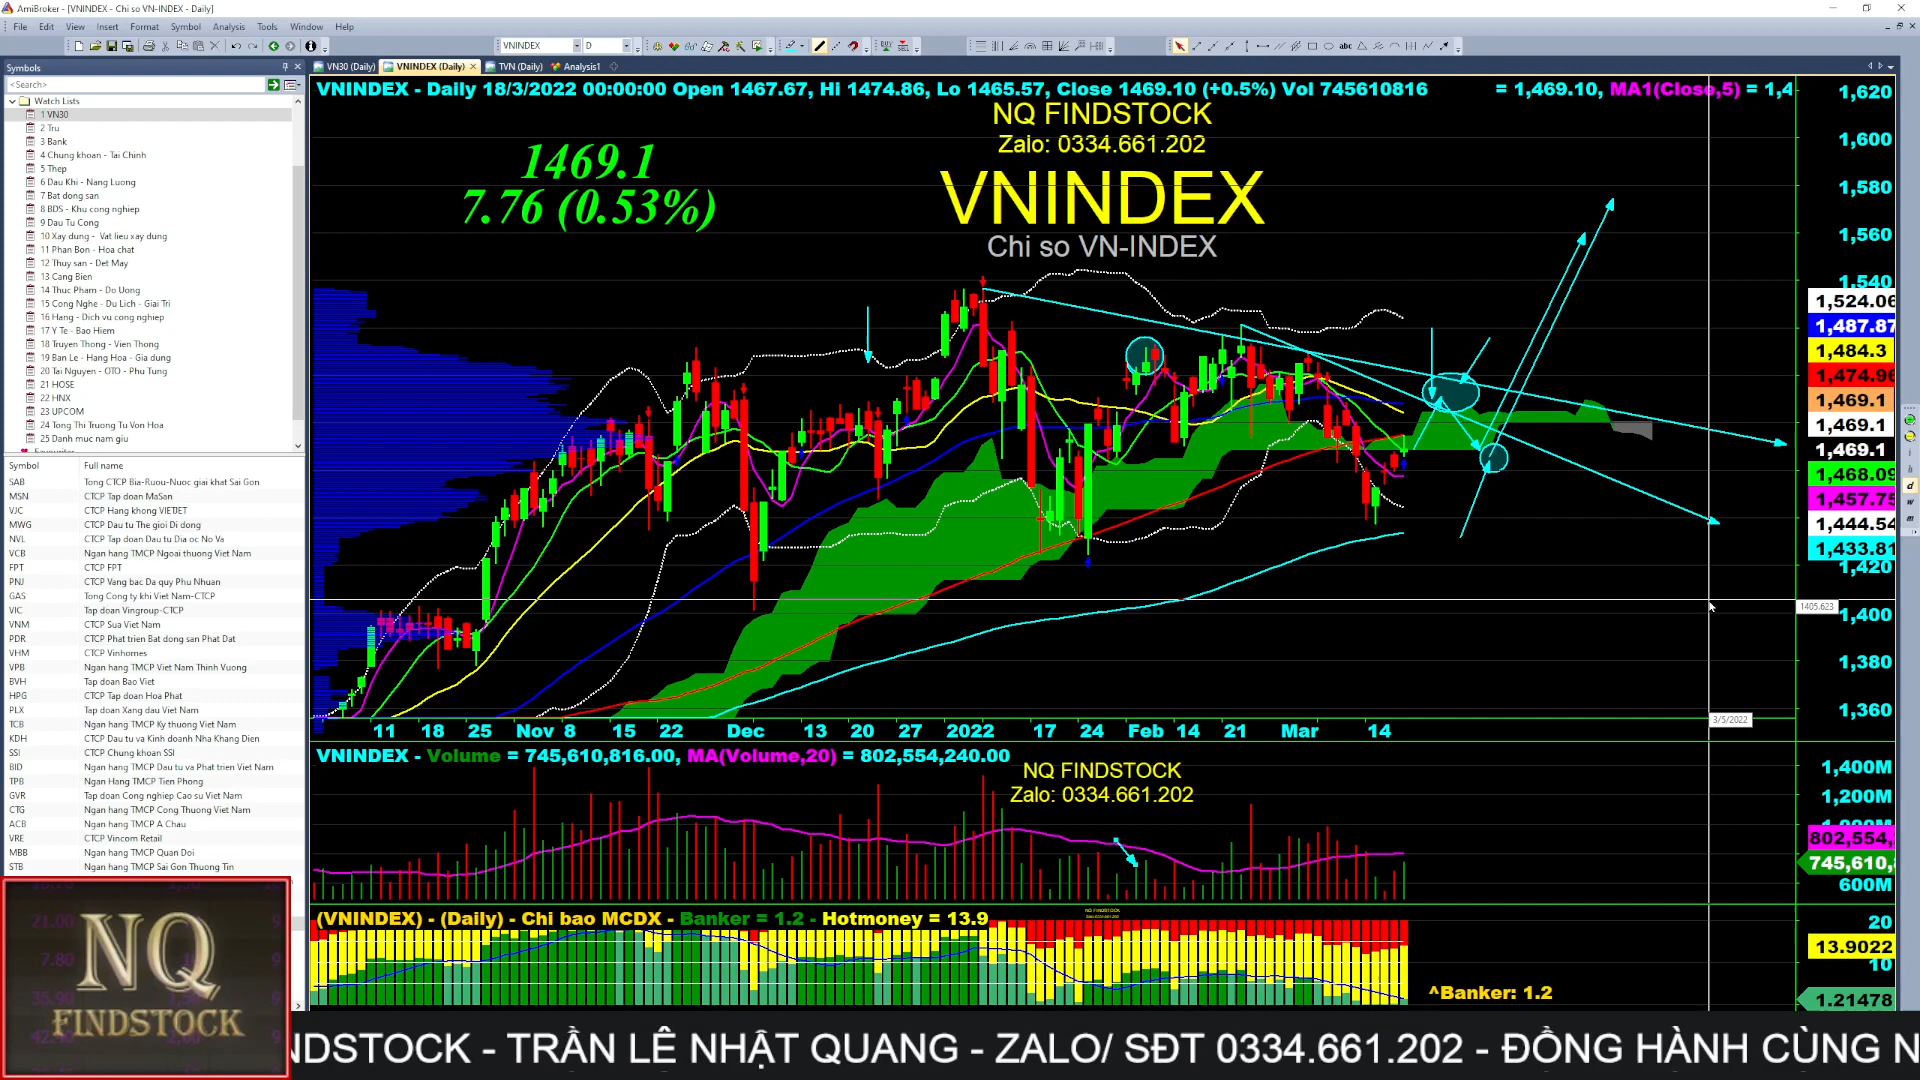 AmiBroker - [VNINDEX - Chi so VN-INDEX - Daily]
File Edit View Insert Format Symbol Analysis Tools Window Help
VNINDEX D
Symbols
VN30 (Daily) VNINDEX (Daily) TVN (Daily) Analysis1
<Search>
Watch Lists
1 VN30
2 Tru
3 Bank
4 Chung khoan - Tai Chinh
5 Thep
6 Dau Khi - Nang Luong
7 Bat dong san
8 BDS - Khu cong nghiep
9 Dau Tu Cong
10 Xay dung - Vat lieu xay dung
11 Phan Bon - Hoa chat
12 Thuy san - Det May
13 Cang Bien
14 Thuc Pham - Do Uong
15 Cong Nghe - Du Lich - Giai Tri
16 Hang - Dich vu cong nghiep
17 Y Te - Bao Hiem
18 Truyen Thong - Vien Thong
19 Ban Le - Hang Hoa - Gia dung
20 Tai Nguyen - OTO - Phu Tung
21 HOSE
22 HNX
23 UPCOM
24 Tong Thi Truong Tu Von Hoa
25 Danh muc nam giu
Symbol Full name
SAB Tong CTCP Bia-Ruou-Nuoc giai khat Sai Gon
MSN CTCP Tap doan MaSan
VJC CTCP Hang khong VIETJET
MWG CTCP Dau tu The gioi Di dong
NVL CTCP Tap doan Dau tu Dia oc No Va
VCB Ngan hang TMCP Ngoai thuong Viet Nam
FPT CTCP FPT
PNJ CTCP Vang bac Da quy Phu Nhuan
GAS Tong Cong ty khi Viet Nam-CTCP
VIC Tap doan Vingroup-CTCP
VNM CTCP Sua Viet Nam
PDR CTCP Phat trien Bat dong san Phat Dat
VHM CTCP Vinhomes
VPB Ngan hang TMCP Viet Nam Thinh Vuong
BVH Tap doan Bao Viet
HPG CTCP Tap doan Hoa Phat
PLX Tap doan Xang dau Viet Nam
TCB Ngan hang TMCP Ky thuong Viet Nam
KDH CTCP Dau tu va Kinh doanh Nha Khang Dien
SSI CTCP Chung khoan SSI
BID Ngan hang TMCP Dau tu va Phat trien Viet Nam
TPB Ngan Hang TMCP Tien Phong
GVR Tap doan Cong nghiep Cao su Viet Nam
CTG Ngan hang TMCP Cong Thuong Viet Nam
ACB Ngan hang TMCP A Chau
VRE CTCP Vincom Retail
MBB Ngan hang TMCP Quan Doi
STB Ngan hang TMCP Sai Gon Thuong Tin
VNINDEX - Daily 18/3/2022 00:00:00 Open 1467.67, Hi 1474.86, Lo 1465.57, Close 1469.10 (+0.5%) Vol 745610816 = 1,469.10, MA1(Close,5) = 1,4
NQ FINDSTOCK
Zalo: 0334.661.202
VNINDEX
Chi so VN-INDEX
1469.1
7.76 (0.53%)
1,620
1,600
1,580
1,560
1,540
1,524.06
1,487.87
1,484.3
1,474.96
1,469.1
1,469.1
1,469.1
1,468.09
1,457.75
1,444.54
1,433.81
1,420
1405.623
1,400
1,380
1,360
3/5/2022
11 18 25 Nov 8 15 22 Dec 13 20 27 2022 17 24 Feb 14 21 Mar 14
VNINDEX - Volume = 745,610,816.00, MA(Volume,20) = 802,554,240.00
NQ FINDSTOCK
Zalo: 0334.661.202
1,400M
1,200M
802,554,
745,610,
600M
(VNINDEX) - (Daily) - Chi bao MCDX - Banker = 1.2 - Hotmoney = 13.9
20
13.9022
10
1.21478
^Banker: 1.2
NQ
FINDSTOCK
NDSTOCK - TRẦN LÊ NHẬT QUANG - ZALO/ SĐT 0334.661.202 - ĐỒNG HÀNH CÙNG N